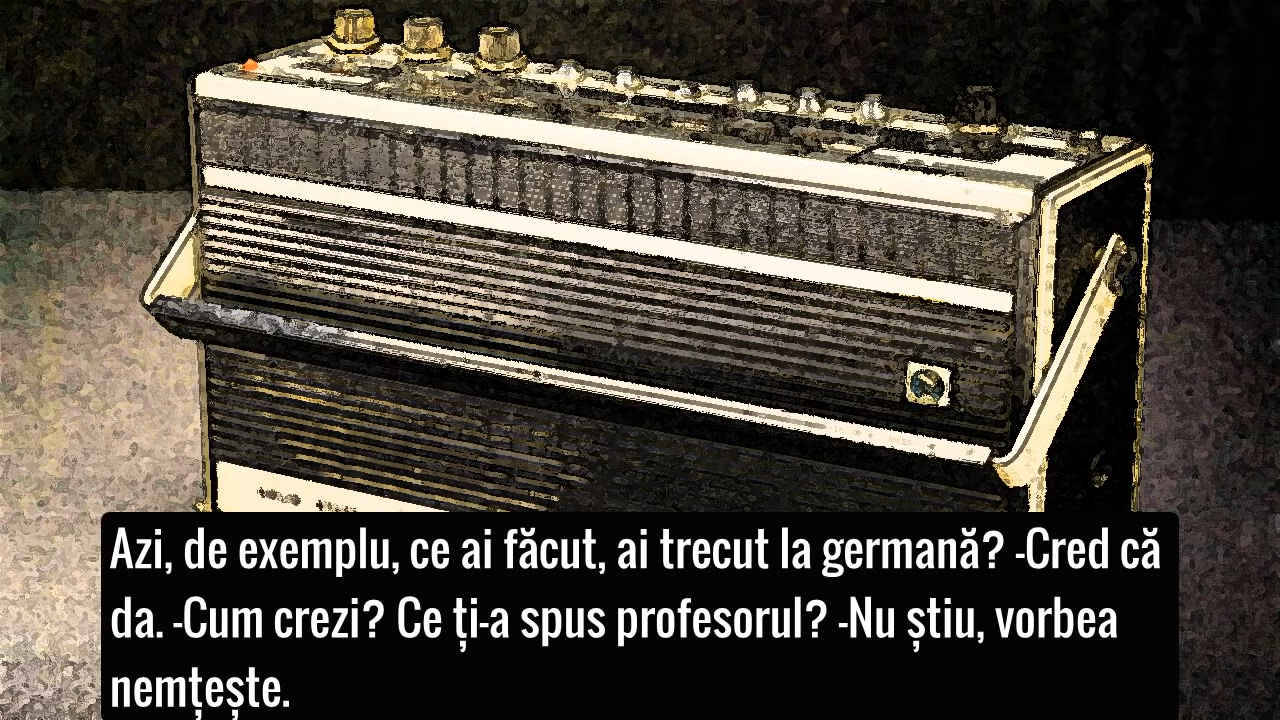 Azi, de exemplu, ce ai făcut, ai trecut la germană? -Cred că
da. -Cum crezi? Ce ți-a spus profesorul? -Nu știu, vorbea
nemțește.